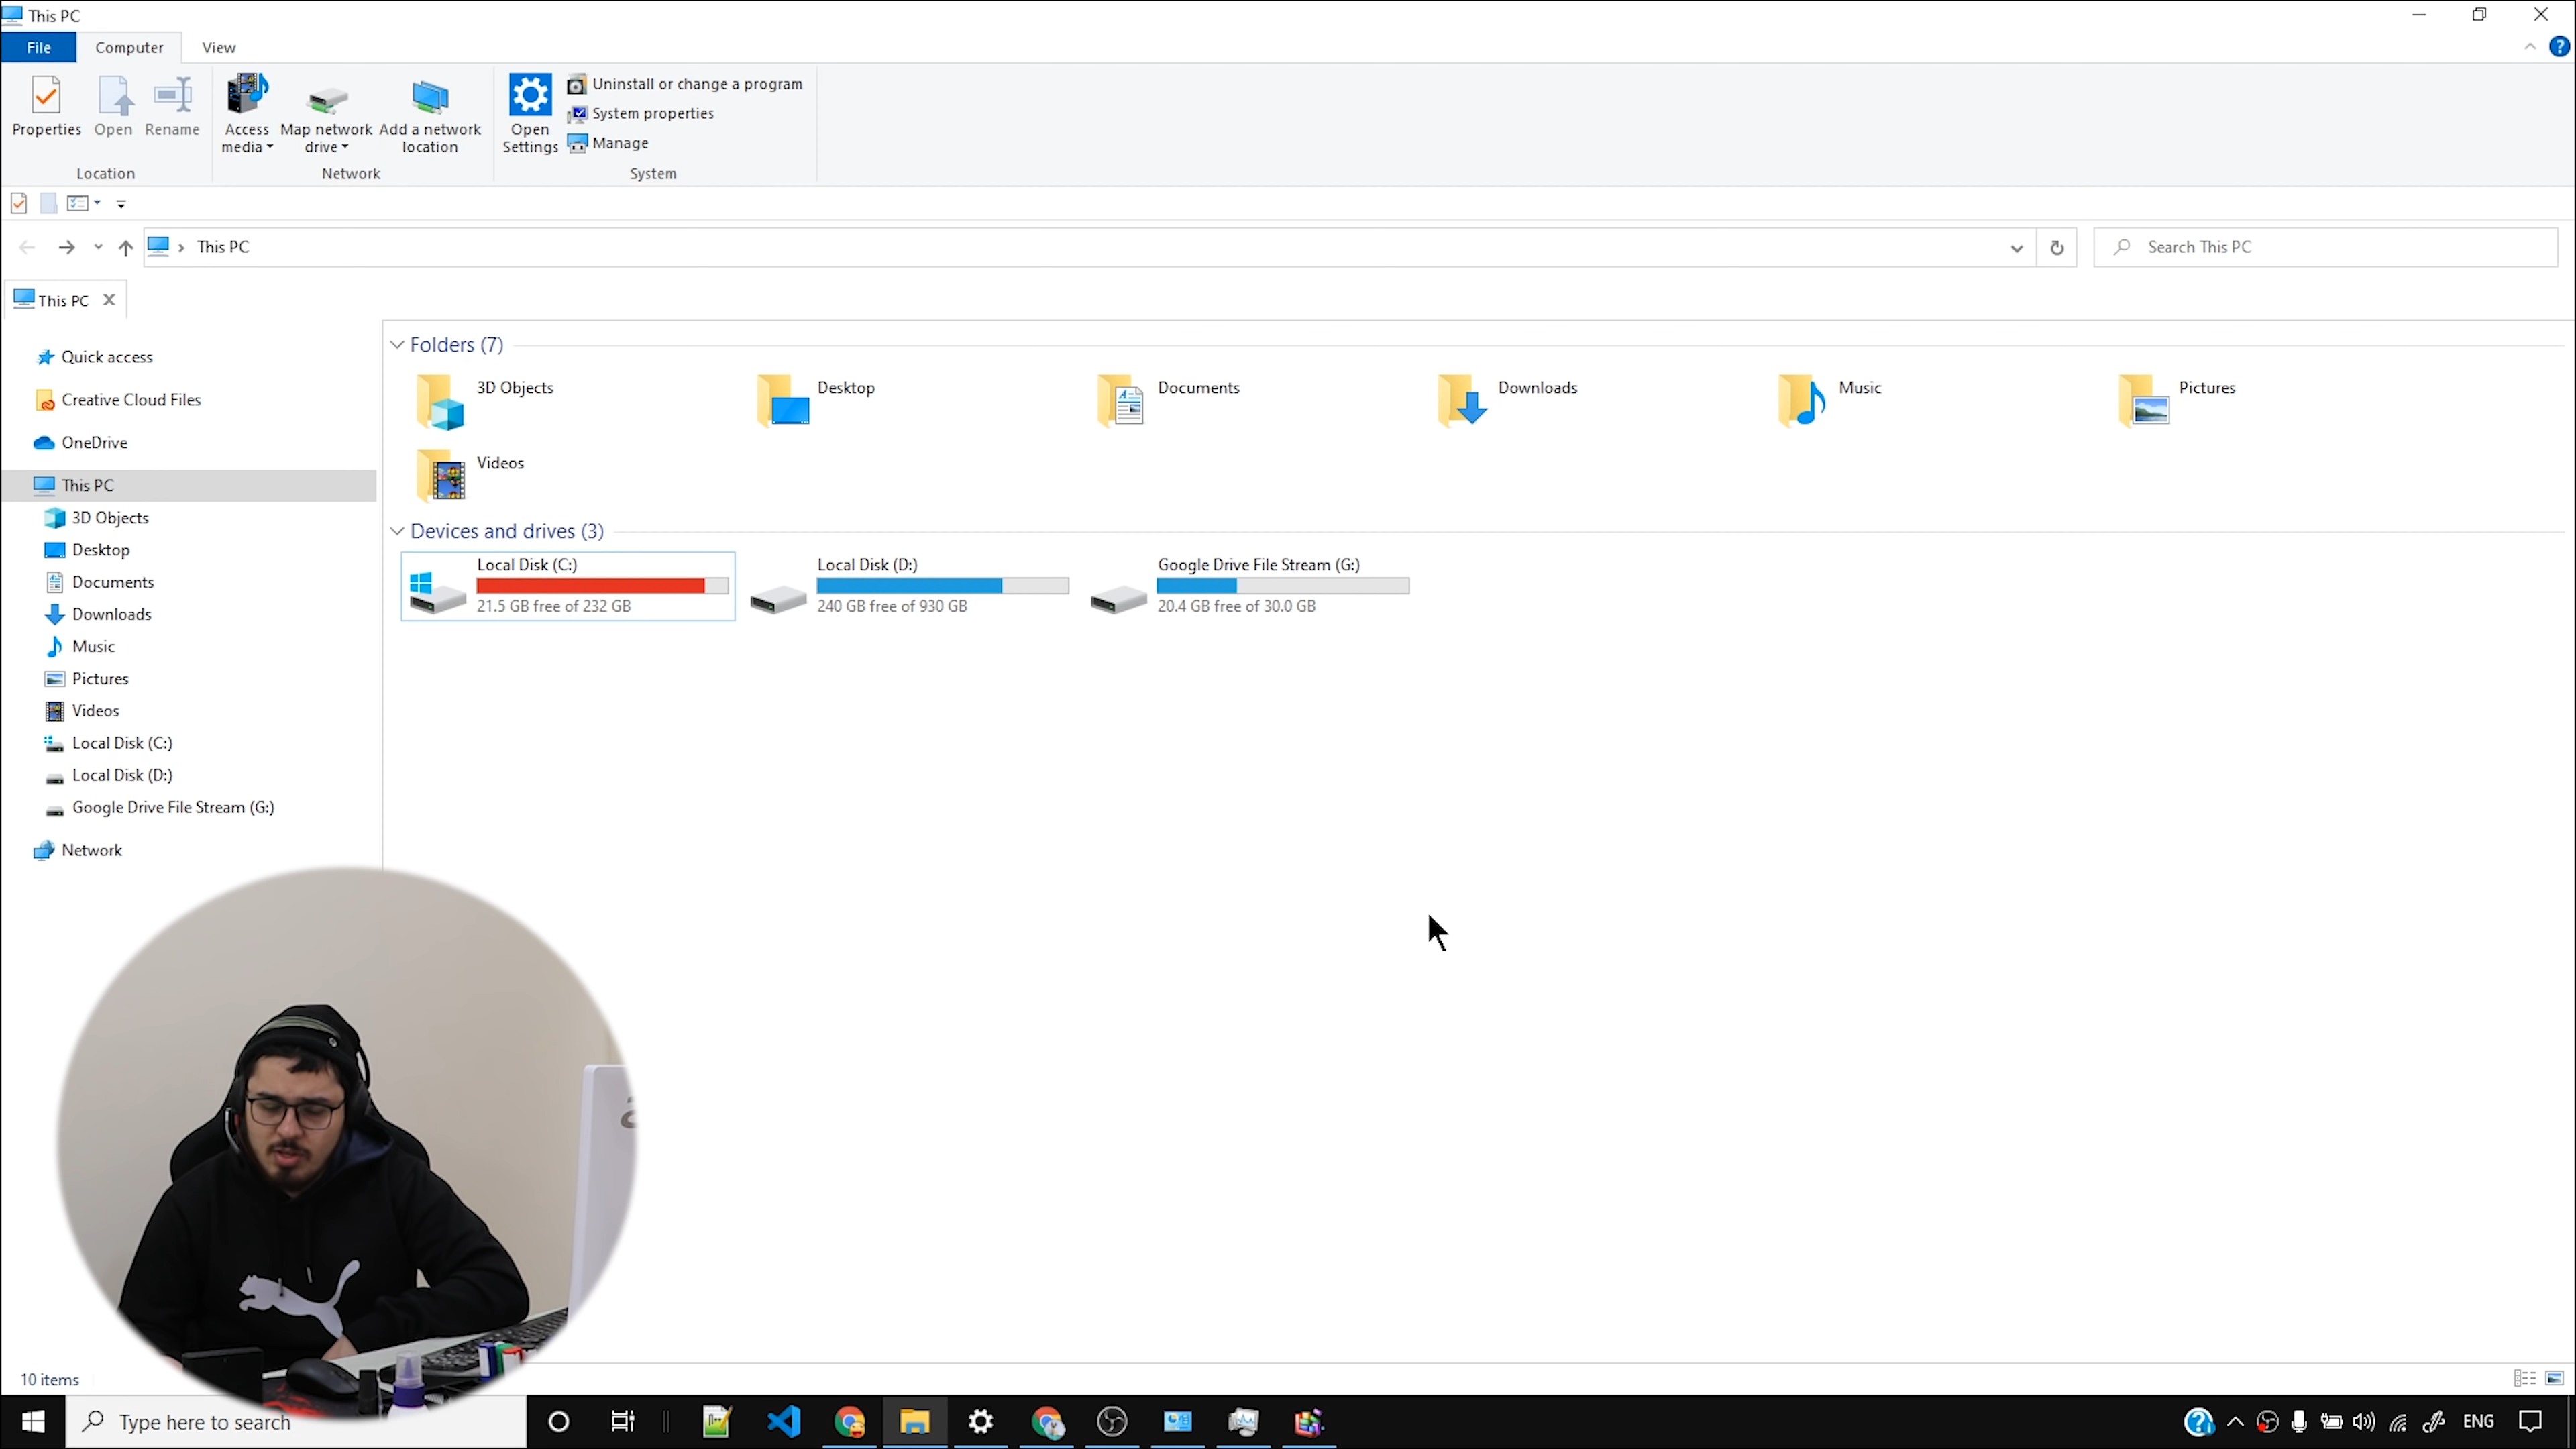 This PC
File Computer View
Properties Open Rename Access media Map network drive Add a network location Open Settings Uninstall or change a program
System properties
Manage
Location Network System
This PC
Search This PC
This PC
Quick access
Creative Cloud Files
OneDrive
This PC
3D Objects
Desktop
Documents
Downloads
Music
Pictures
Videos
Local Disk (C:)
Local Disk (D:)
Google Drive File Stream (G:)
Network
Folders (7)
3D Objects Desktop Documents Downloads Music Pictures
Videos
Devices and drives (3)
Local Disk (C:)
21.5 GB free of 232 GB
Local Disk (D:)
240 GB free of 930 GB
Google Drive File Stream (G:)
20.4 GB free of 30.0 GB
10 items
Type here to search
ENG